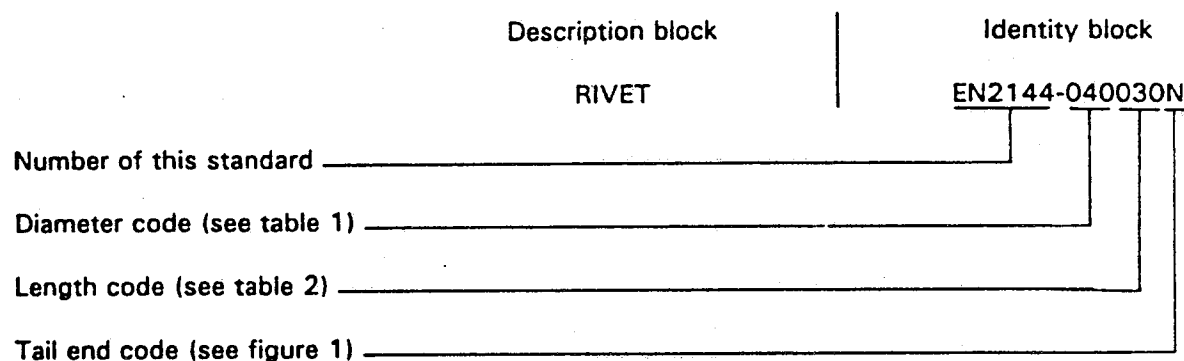 Description block Identity block
RIVET EN2144-040030N
Number of this standard
Diameter code (see table 1)
Length code (see table 2)
Tail end code (see figure 1)